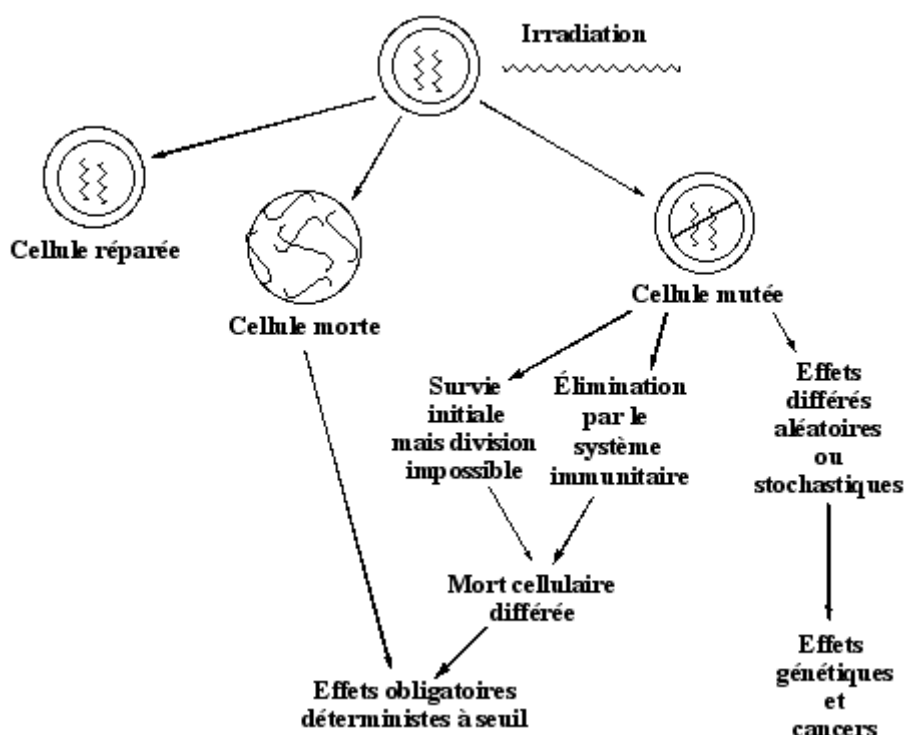 Irradiation
Cellule réparée
Cellule morte
Cellule mutée
Survie
initiale
mais division
impossible
Élimination
par le
système
immunitaire
Effets
différés
aléatoires
ou
stochastiques
Mort cellulaire
différée
Effets obligatoires
déterministes à seuil
Effets
génétiques
et
cancers